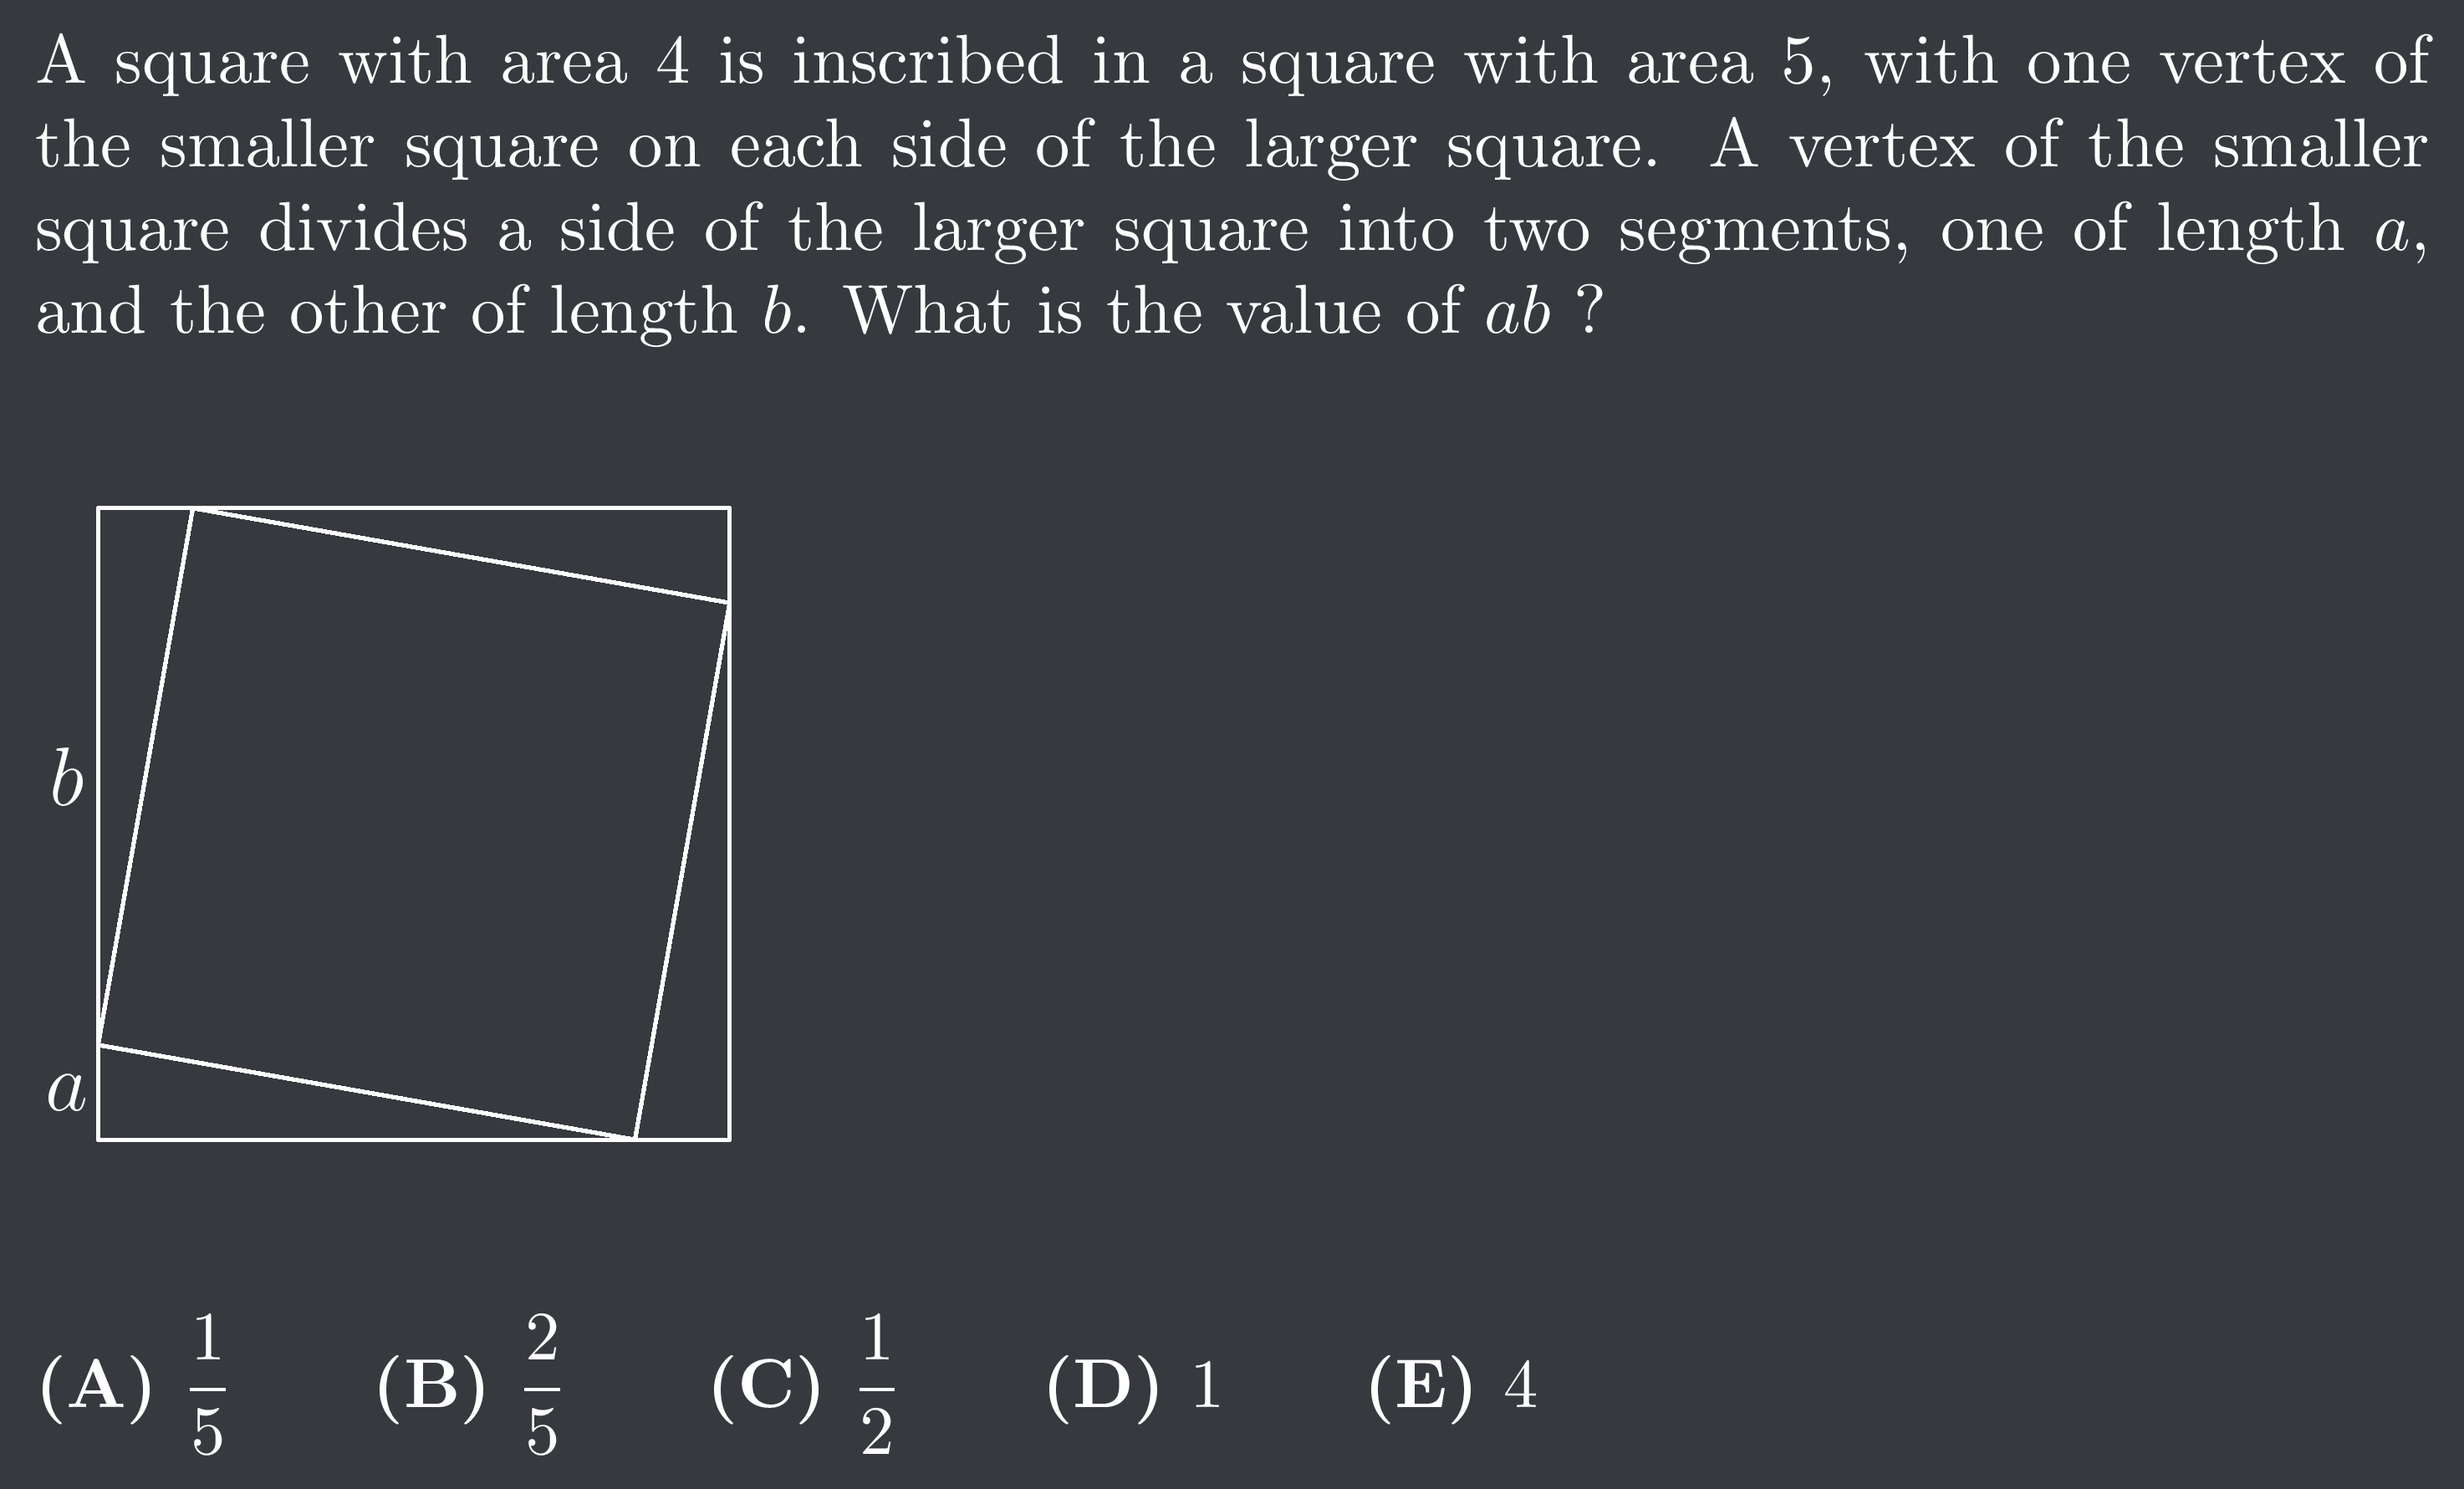 A square with area 4 is inscribed in a square with area 5, with one vertex of
the smaller square on each side of the larger square. A vertex of the smaller
square divides a side of the larger square into two segments, one of length a,
and the other of length b. What is the value of ab ?
b
a
(A) 1/5 (B) 2/5 (C) 1/2 (D) 1 (E) 4